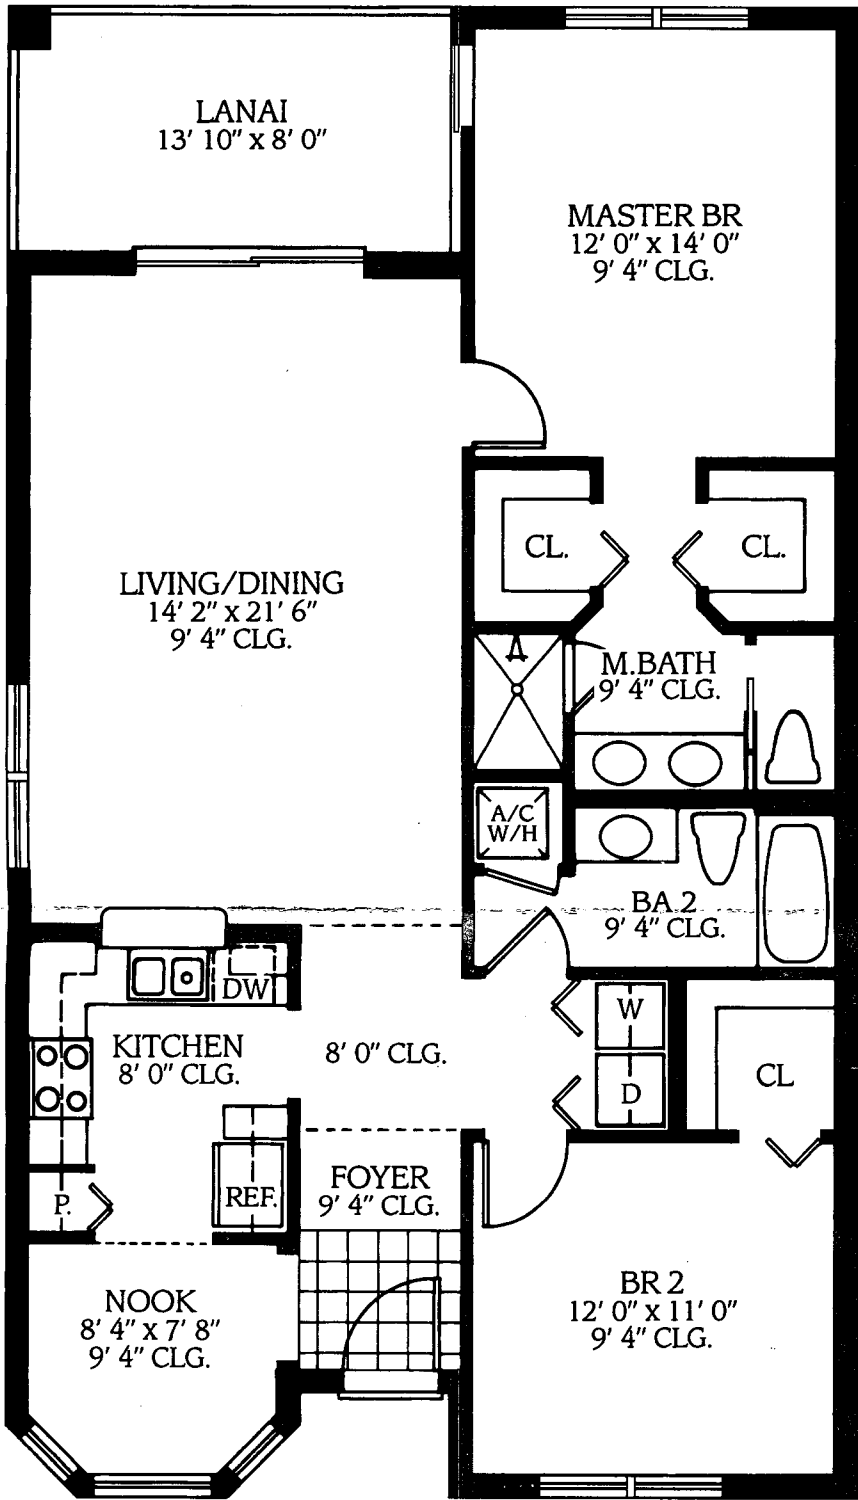 LANAI
13' 10" x 8' 0"
MASTER BR
12' 0" x 14' 0"
9' 4" CLG.
CL.
CL.
LIVING/DINING
14' 2" x 21' 6"
9' 4" CLG.
M.BATH
9' 4" CLG.
A/C
W/H
BA.2
9' 4" CLG.
DW
W
KITCHEN
8' 0" CLG.
8' 0" CLG.
D
CL
P.
REF.
FOYER
9' 4" CLG.
NOOK
8' 4" x 7' 8"
9' 4" CLG.
BR 2
12' 0" x 11' 0"
9' 4" CLG.